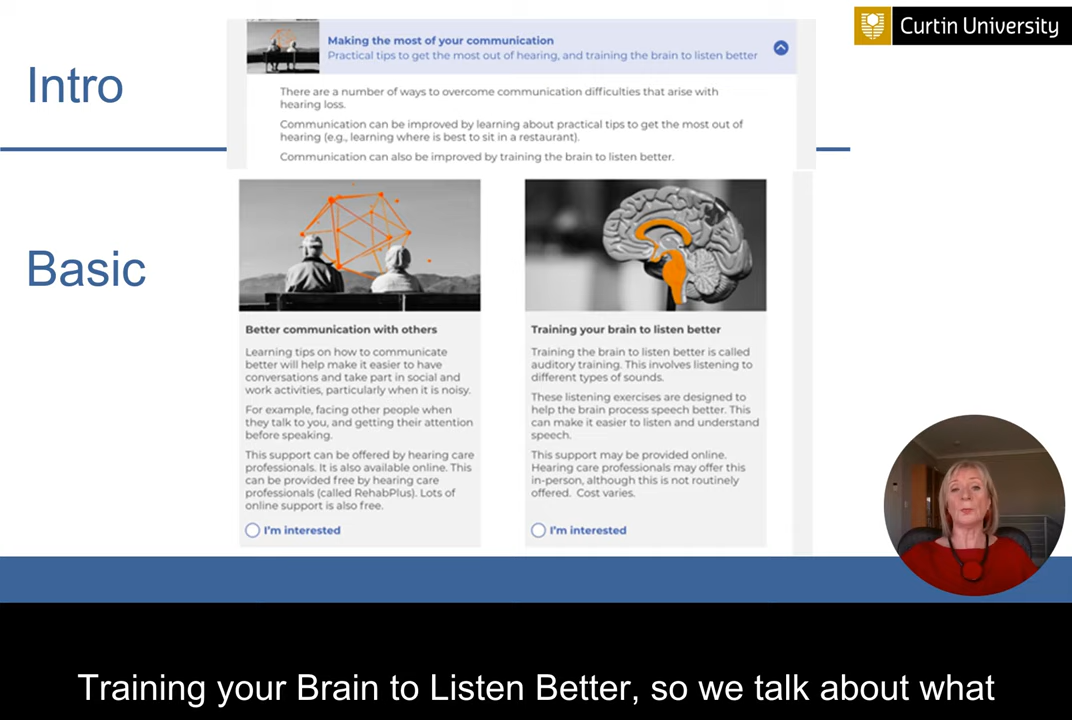 Curtin University
Intro
Making the most of your communication
Practical tips to get the most out of hearing, and training the brain to listen better
There are a number of ways to overcome communication difficulties that arise with
hearing loss.
Communication can be improved by learning about practical tips to get the most out of
hearing (e.g., learning where is best to sit in a restaurant).
Communication can also be improved by training the brain to listen better.
Basic
Better communication with others
Learning tips on how to communicate
better will help make it easier to have
conversations and take part in social and
work activities, particularly when it is noisy.
For example, facing other people when
they talk to you, and getting their attention
before speaking.
This support can be offered by hearing care
professionals. It is also available online. This
can be provided free by hearing care
professionals (called RehabPlus). Lots of
online support is also free.
I'm interested
Training your brain to listen better
Training the brain to listen better is called
auditory training. This involves listening to
different types of sounds.
These listening exercises are designed to
help the brain process speech better. This
can make it easier to listen and understand
speech.
This support may be provided online.
Hearing care professionals may offer this
in-person, although this is not routinely
offered. Cost varies.
I'm interested
Training your Brain to Listen Better, so we talk about what